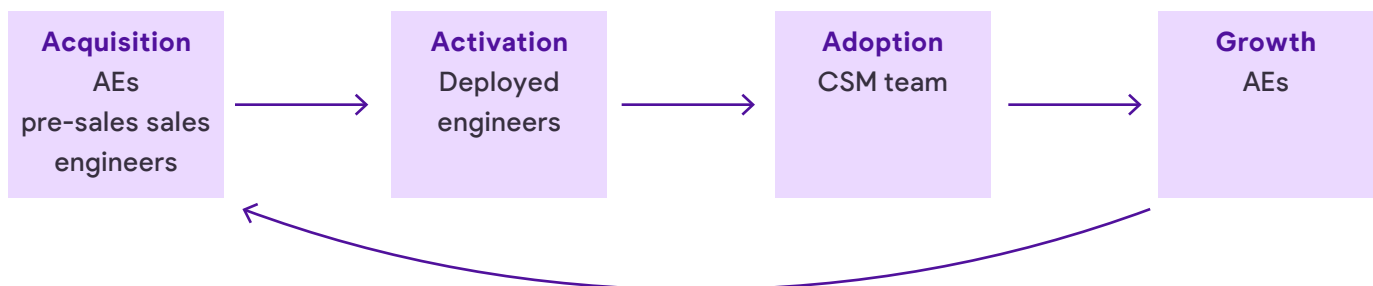 Acquisition
AEs
pre-sales sales
engineers
Activation
Deployed
engineers
Adoption
CSM team
Growth
AEs